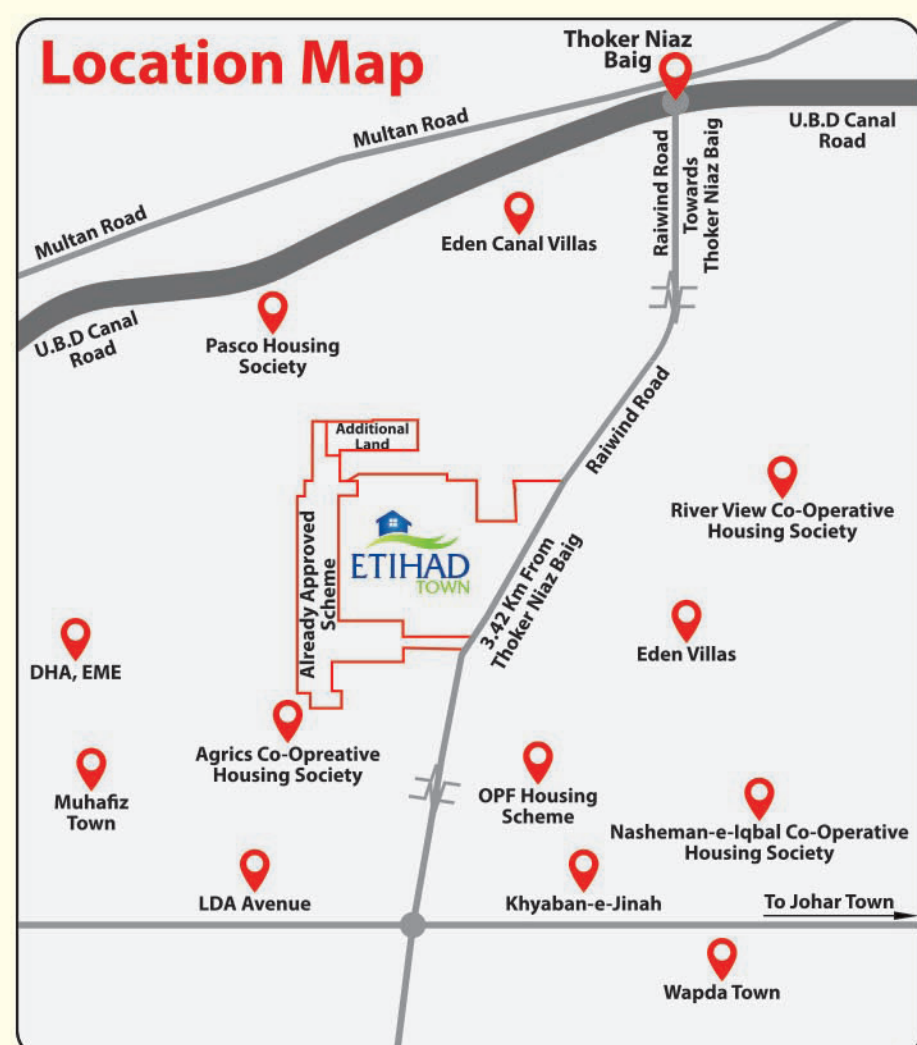 Location Map
Thoker Niaz
Baig
Multan Road
U.B.D Canal
Road
Raiwind Road
Towards
Thoker Niaz Baig
Multan Road
Eden Canal Villas
U.B.D Canal
Road
Pasco Housing
Society
Raiwind Road
Additional
Land
River View Co-Operative
Housing Society
Already Approved
Scheme
ETIHAD
TOWN
3.42 Km From
Thoker Niaz Baig
DHA, EME
Eden Villas
Agrics Co-Opreative
Housing Society
Muhafiz
Town
OPF Housing
Scheme
Nasheman-e-Iqbal Co-Operative
Housing Society
LDA Avenue
Khyaban-e-Jinah
To Johar Town
Wapda Town